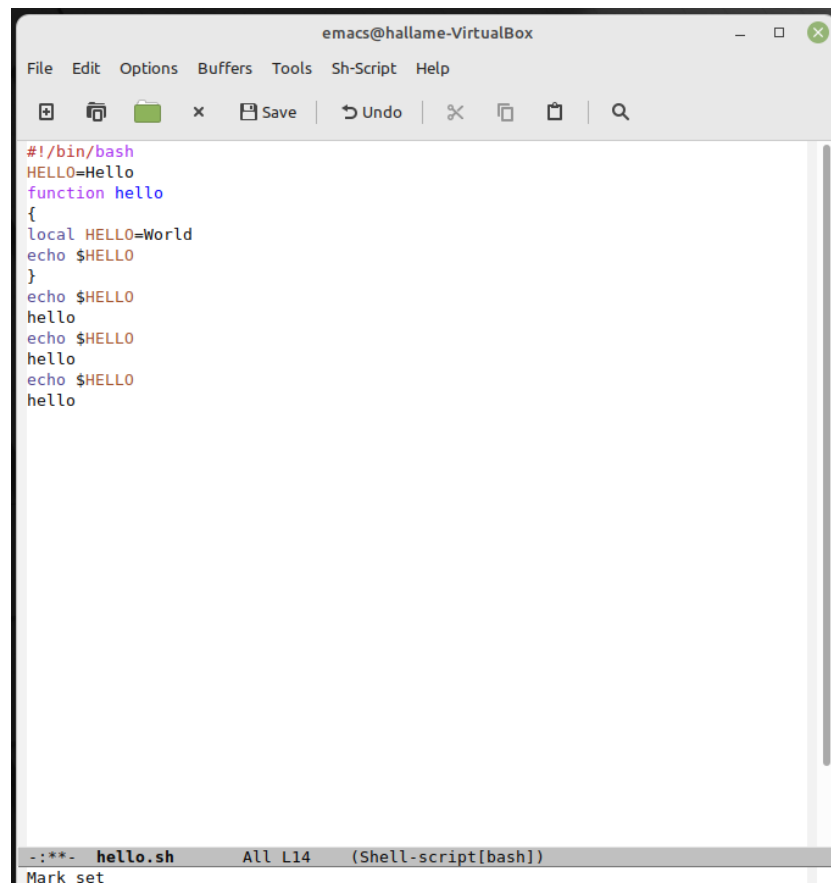 emacs@hallame-VirtualBox
File Edit Options Buffers Tools Sh-Script Help
Save Undo
#!/bin/bash
HELLO=Hello
function hello
{
local HELLO=World
echo $HELLO
}
echo $HELLO
hello
echo $HELLO
hello
echo $HELLO
hello
-:**- hello.sh All L14 (Shell-script[bash])
Mark set